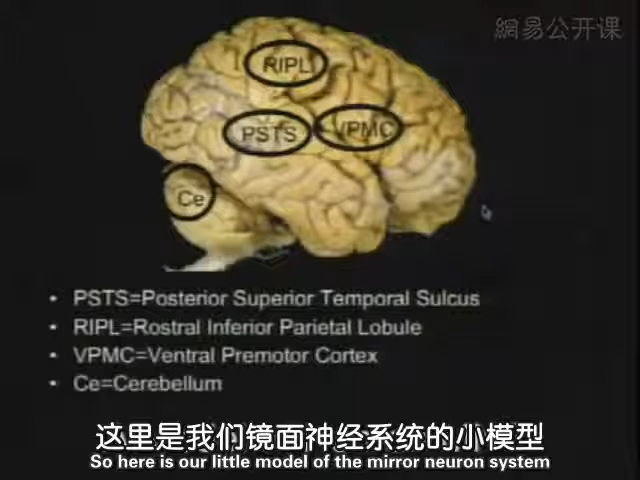 網易公开课
RIPL
PSTS
VPMC
Ce
• PSTS=Posterior Superior Temporal Sulcus
• RIPL=Rostral Inferior Parietal Lobule
• VPMC=Ventral Premotor Cortex
• Ce=Cerebellum
这里是我们镜面神经系统的小模型
So here is our little model of the mirror neuron system